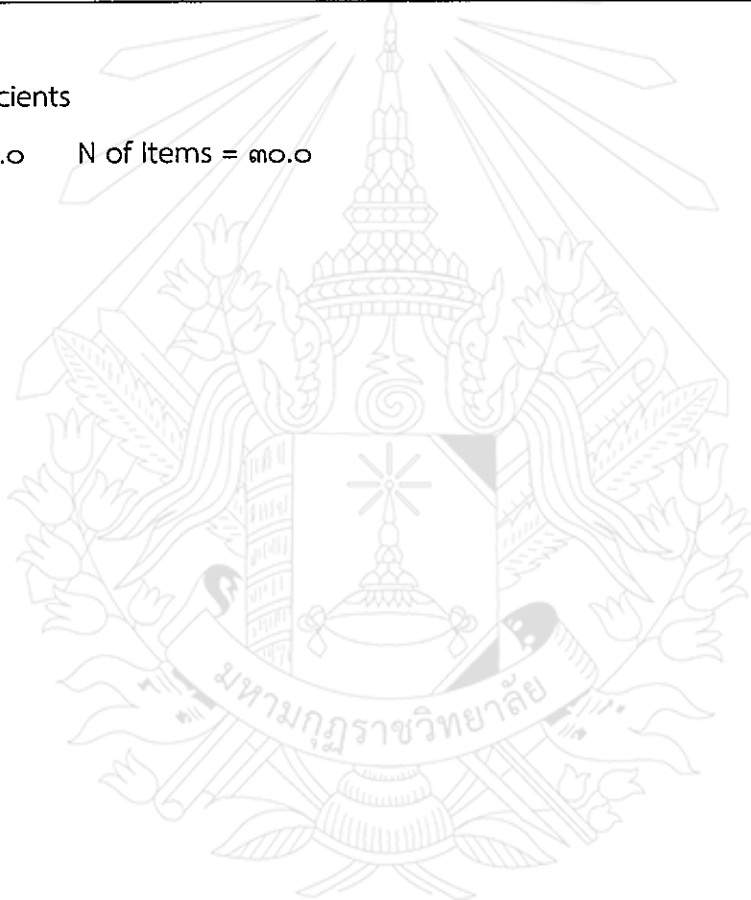 cients
.๐ N of Items = ๓๐.๐
มหามกุฏราชวิทยาลัย